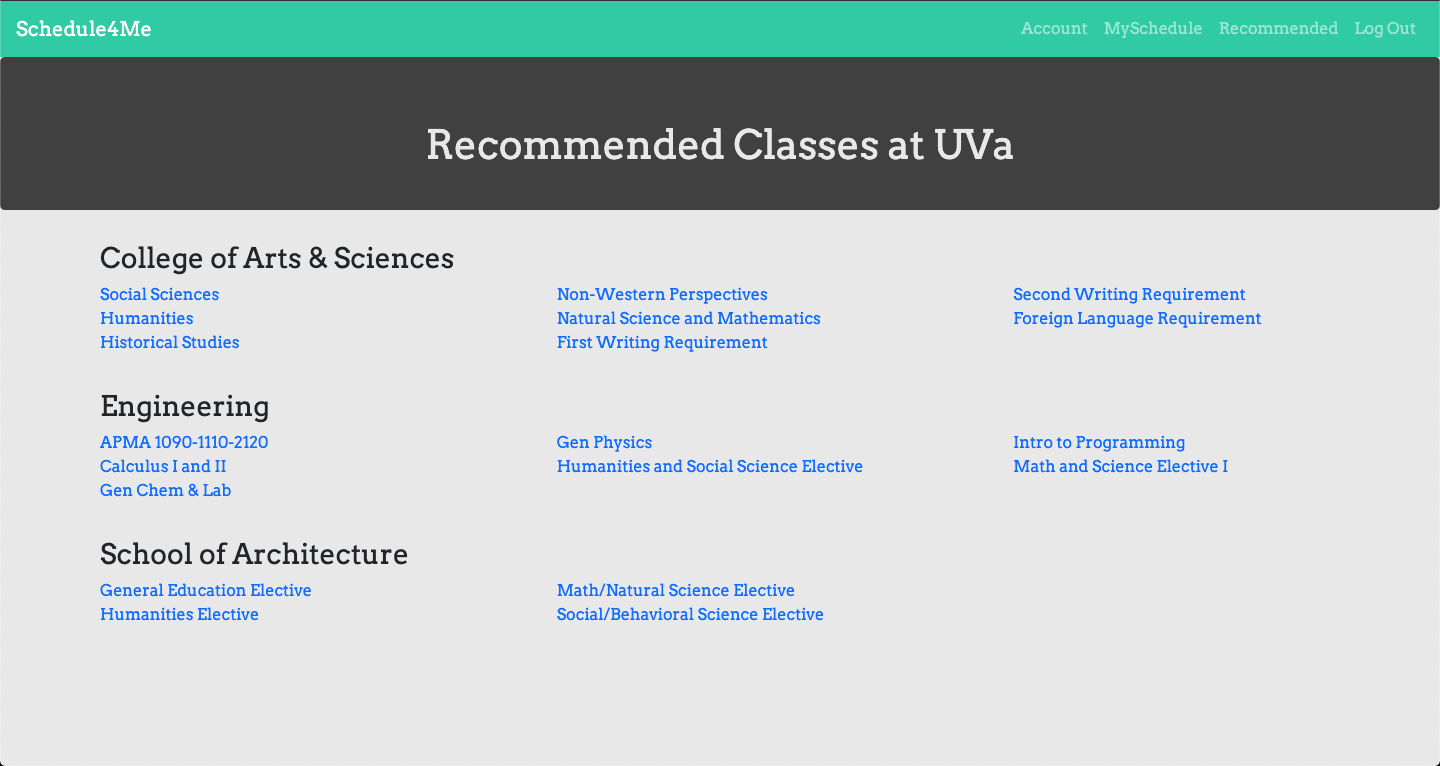 Schedule4Me
Account MySchedule Recommended Log Out
Recommended Classes at UVa
College of Arts & Sciences
Social Sciences
Humanities
Historical Studies
Non-Western Perspectives
Natural Science and Mathematics
First Writing Requirement
Second Writing Requirement
Foreign Language Requirement
Engineering
APMA 1090-1110-2120
Calculus I and II
Gen Chem & Lab
Gen Physics
Humanities and Social Science Elective
Intro to Programming
Math and Science Elective I
School of Architecture
General Education Elective
Humanities Elective
Math/Natural Science Elective
Social/Behavioral Science Elective